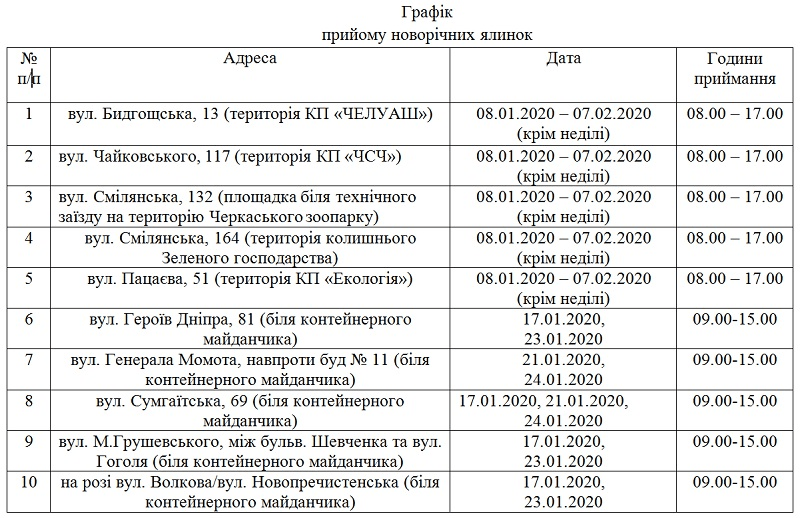 Графік
прийому новорічних ялинок
№ п/п Адреса Дата Години приймання
1 вул. Бидгощська, 13 (територія КП «ЧЕЛУАШ») 08.01.2020 – 07.02.2020 08.00 – 17.00
(крім неділі)
2 вул. Чайковського, 117 (територія КП «ЧСЧ») 08.01.2020 – 07.02.2020 08.00 – 17.00
(крім неділі)
3 вул. Смілянська, 132 (площадка біля технічного 08.01.2020 – 07.02.2020 08.00 – 17.00
заїзду на територію Черкаського зоопарку) (крім неділі)
4 вул. Смілянська, 164 (територія колишнього 08.01.2020 – 07.02.2020 08.00 – 17.00
Зеленого господарства) (крім неділі)
5 вул. Пацаєва, 51 (територія КП «Екологія») 08.01.2020 – 07.02.2020 08.00 – 17.00
(крім неділі)
6 вул. Героїв Дніпра, 81 (біля контейнерного 17.01.2020, 09.00-15.00
майданчика) 23.01.2020
7 вул. Генерала Момота, навпроти буд № 11 (біля 21.01.2020, 09.00-15.00
контейнерного майданчика) 24.01.2020
8 вул. Сумгаїтська, 69 (біля контейнерного 17.01.2020, 21.01.2020, 09.00-15.00
майданчика) 24.01.2020
9 вул. М.Грушевського, між бульв. Шевченка та вул. 17.01.2020, 09.00-15.00
Гоголя (біля контейнерного майданчика) 23.01.2020
10 на розі вул. Волкова/вул. Новопречистенська (біля 17.01.2020, 09.00-15.00
контейнерного майданчика) 23.01.2020